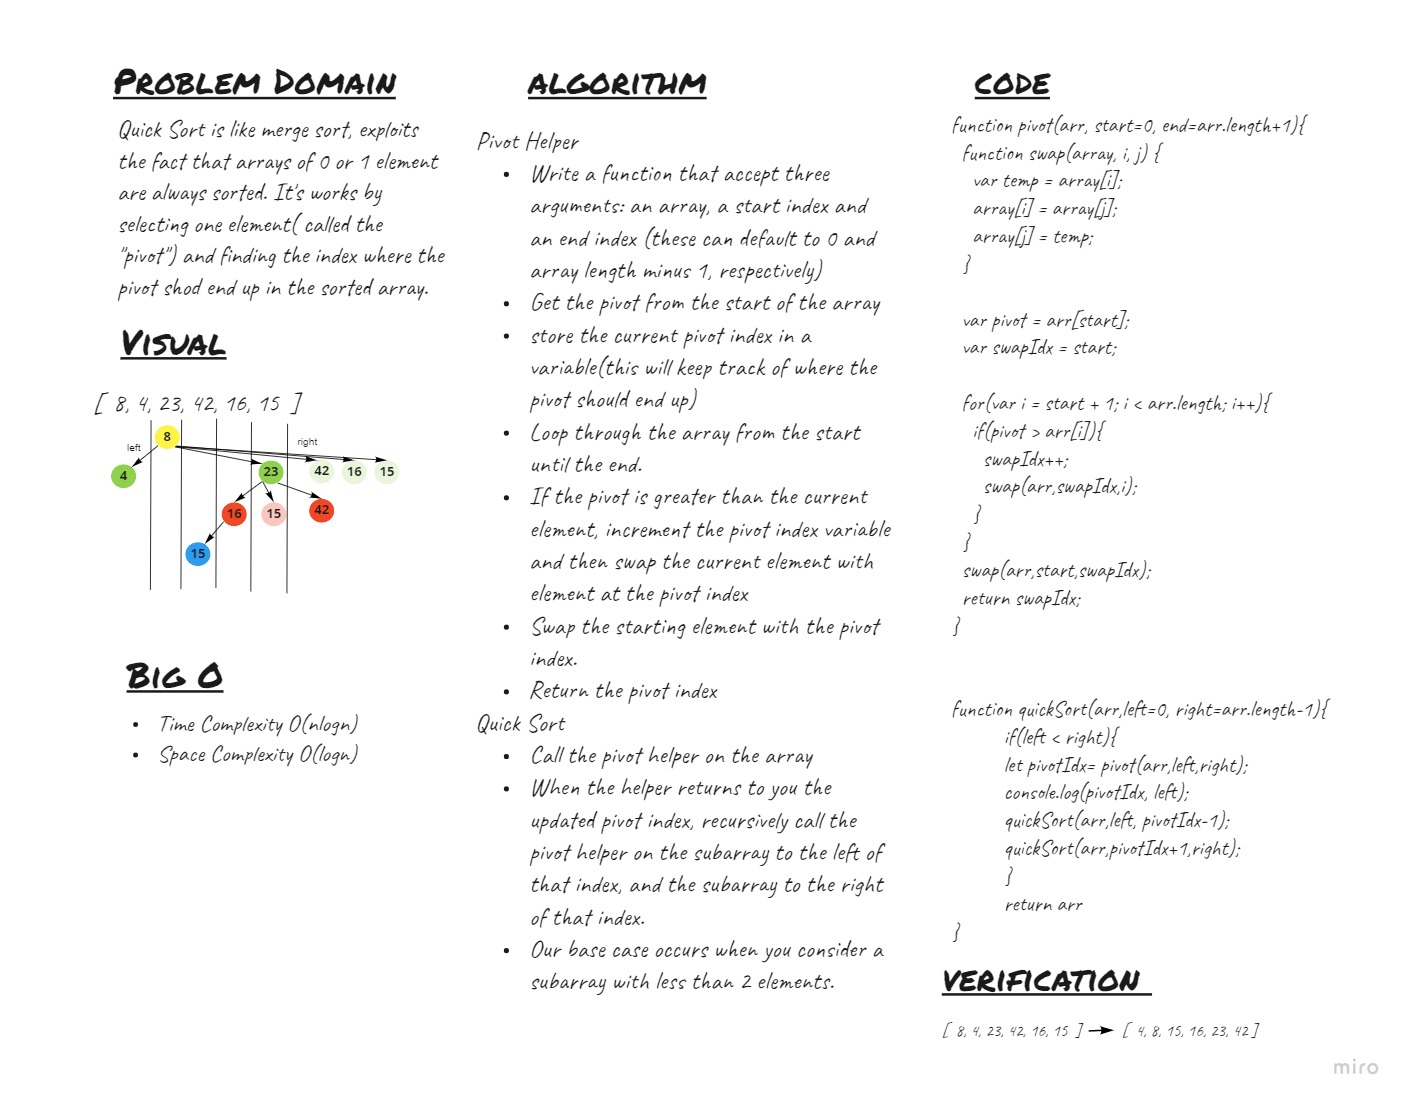 PROBLEM DOMAIN
Quick Sort is like merge sort, exploits
the fact that arrays of 0 or 1 element
are always sorted. It's works by
selecting one element( called the
"pivot") and finding the index where the
pivot shod end up in the sorted array.
VISUAL
[ 8, 4, 23, 42, 16, 15 ]
8
left
right
4
23
42
16
15
16
15
42
15
BIG O
• Time Complexity O(nlogn)
• Space Complexity O(logn)
ALGORITHM
Pivot Helper
• Write a function that accept three
arguments: an array, a start index and
an end index (these can default to 0 and
array length minus 1, respectively)
• Get the pivot from the start of the array
• store the current pivot index in a
variable(this will keep track of where the
pivot should end up)
• Loop through the array from the start
until the end.
• If the pivot is greater than the current
element, increment the pivot index variable
and then swap the current element with
element at the pivot index
• Swap the starting element with the pivot
index.
• Return the pivot index
Quick Sort
• Call the pivot helper on the array
• When the helper returns to you the
updated pivot index, recursively call the
pivot helper on the subarray to the left of
that index, and the subarray to the right
of that index.
• Our base case occurs when you consider a
subarray with less than 2 elements.
CODE
function pivot(arr, start=0, end=arr.length+1){
function swap(array, i, j) {
var temp = array[i];
array[i] = array[j];
array[j] = temp;
}
var pivot = arr[start];
var swapIdx = start;
for(var i = start + 1; i < arr.length; i++){
if(pivot > arr[i]){
swapIdx++;
swap(arr,swapIdx,i);
}
}
swap(arr,start,swapIdx);
return swapIdx;
}
function quickSort(arr,left=0, right=arr.length-1){
if(left < right){
let pivotIdx= pivot(arr,left,right);
console.log(pivotIdx, left);
quickSort(arr,left, pivotIdx-1);
quickSort(arr,pivotIdx+1,right);
}
return arr
}
VERIFICATION
[ 8, 4, 23, 42, 16, 15 ] → [ 4, 8, 15, 16, 23, 42 ]
miro